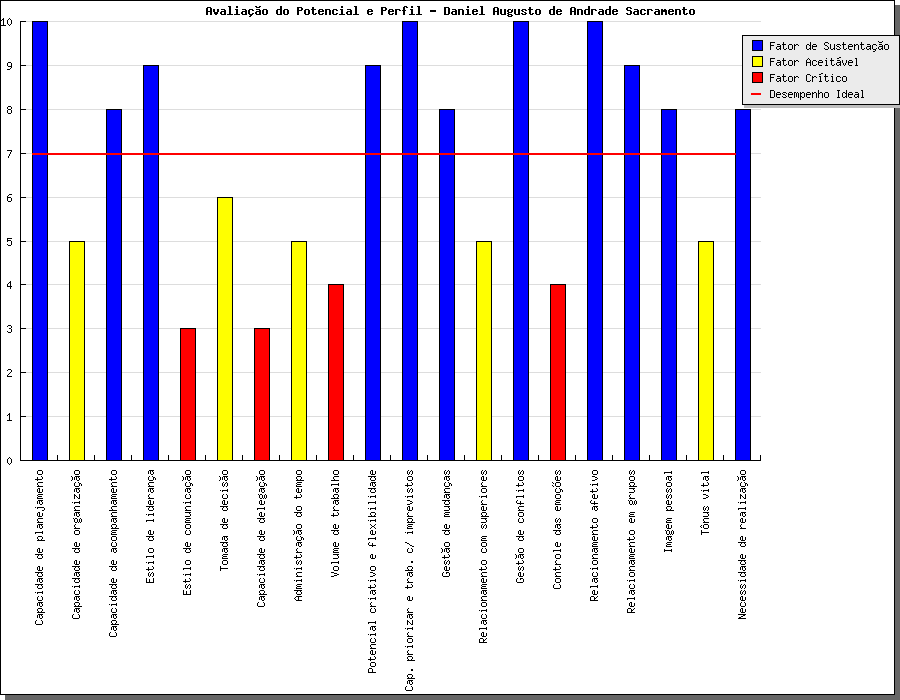 Avaliação do Potencial e Perfil - Daniel Augusto de Andrade Sacramento
Fator de Sustentação
Fator Aceitável
Fator Crítico
Desempenho Ideal
10
9
8
7
6
5
4
3
2
1
0
Capacidade de planejamento
Capacidade de organização
Capacidade de acompanhamento
Estilo de liderança
Estilo de comunicação
Tomada de decisão
Capacidade de delegação
Administração do tempo
Volume de trabalho
Potencial criativo e flexibilidade
Cap. priorizar e trab. c/ imprevistos
Gestão de mudanças
Relacionamento com superiores
Gestão de conflitos
Controle das emoções
Relacionamento afetivo
Relacionamento em grupos
Imagem pessoal
Tônus vital
Necessidade de realização